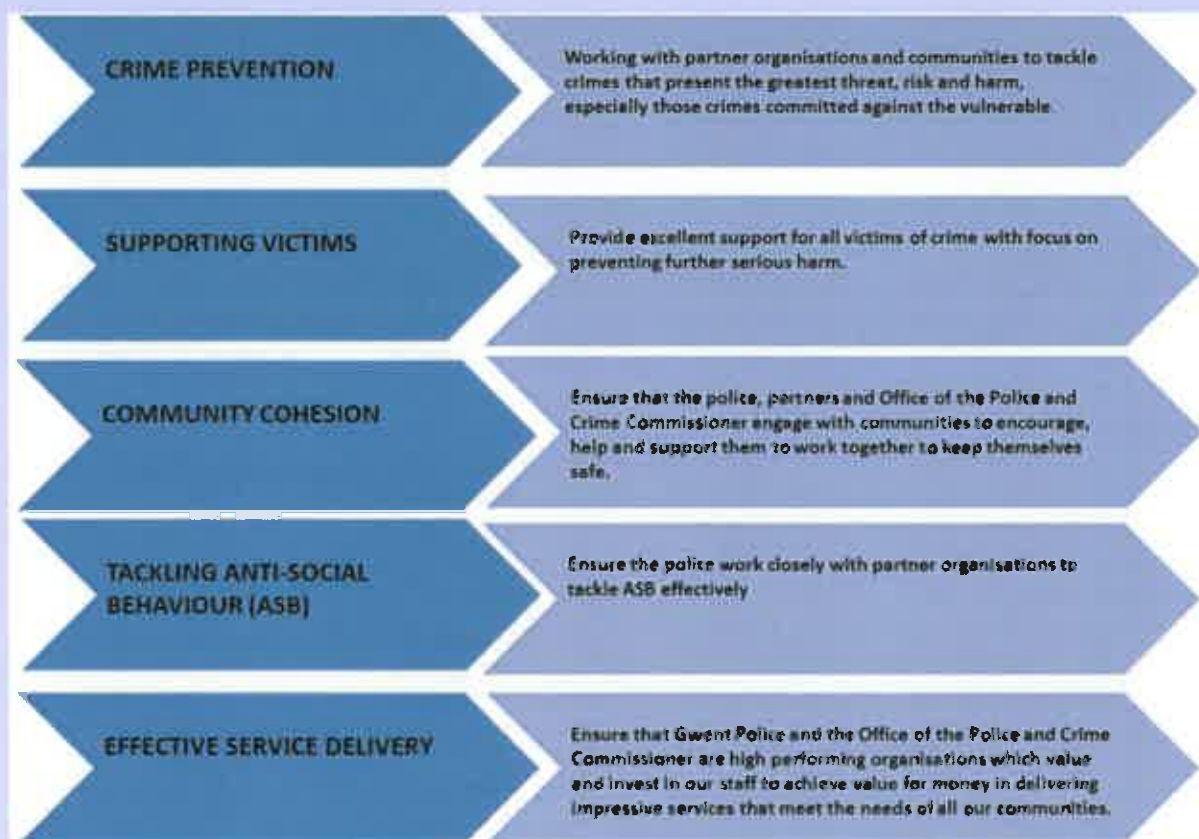 CRIME PREVENTION
Working with partner organisations and communities to tackle
crimes that present the greatest threat, risk and harm,
especially those crimes committed against the vulnerable
SUPPORTING VICTIMS
Provide excellent support for all victims of crime with focus on
preventing further serious harm.
COMMUNITY COHESION
Ensure that the police, partners and Office of the Police and
Crime Commissioner engage with communities to encourage,
help and support them to work together to keep themselves
safe.
TACKLING ANTI-SOCIAL
BEHAVIOUR (ASB)
Ensure the police work closely with partner organisations to
tackle ASB effectively
EFFECTIVE SERVICE DELIVERY
Ensure that Gwent Police and the Office of the Police and Crime
Commissioner are high performing organisations which value
and invest in our staff to achieve value for money in delivering
impressive services that meet the needs of all our communities.